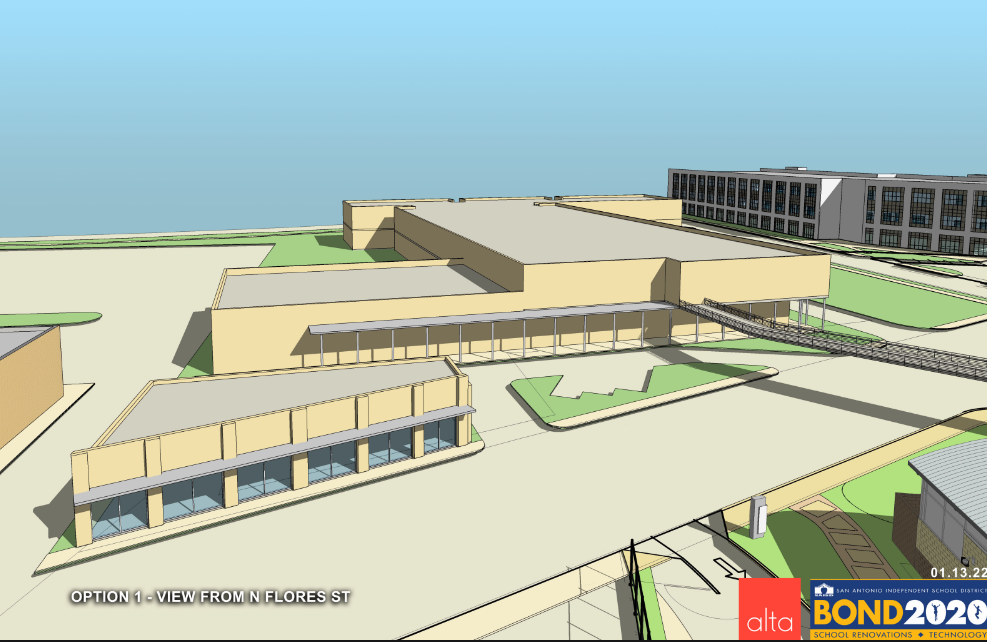 01.13.22
OPTION 1 - VIEW FROM N FLORES ST
alta
SAN ANTONIO INDEPENDENT SCHOOL DISTRICT
BOND2020
SCHOOL RENOVATIONS ◆ TECHNOLOGY